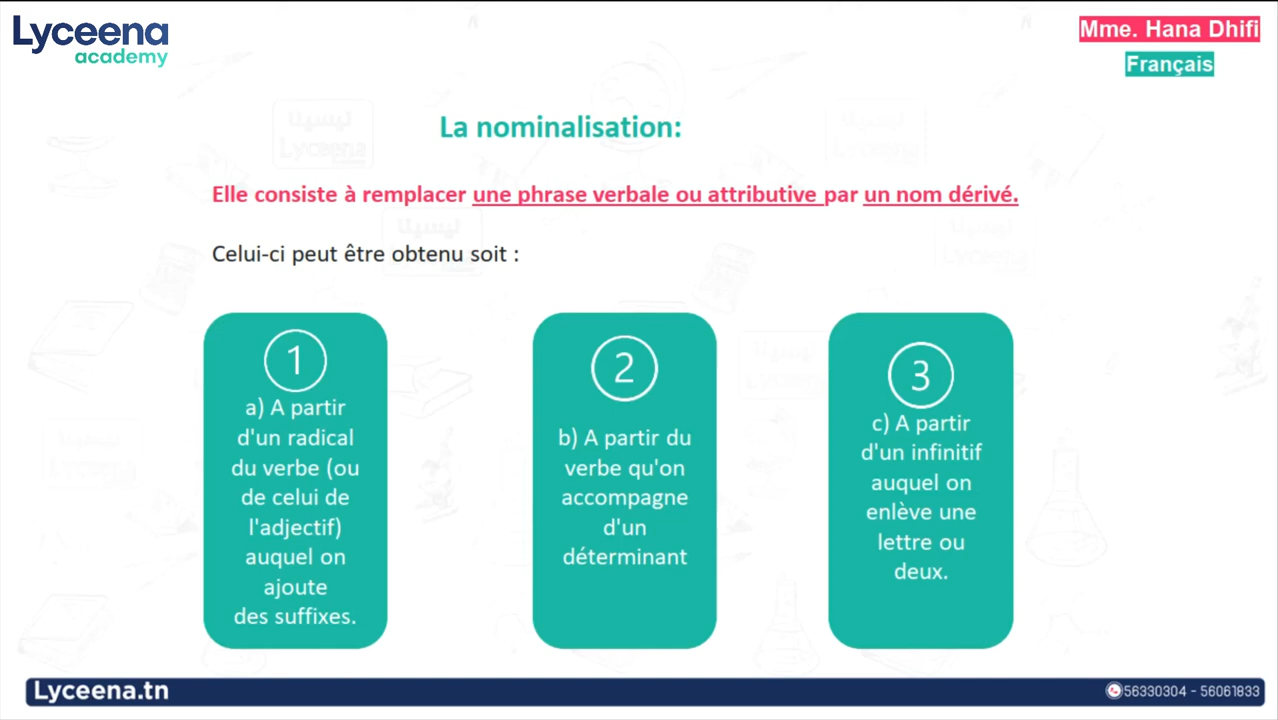 Lyceena
academy
Mme. Hana Dhifi
Français
La nominalisation:
Elle consiste à remplacer une phrase verbale ou attributive par un nom dérivé.
Celui-ci peut être obtenu soit :
1
a) A partir
d'un radical
du verbe (ou
de celui de
l'adjectif)
auquel on
ajoute
des suffixes.
2
b) A partir du
verbe qu'on
accompagne
d'un
déterminant
3
c) A partir
d'un infinitif
auquel on
enlève une
lettre ou
deux.
Lyceena.tn
56330304 - 56061833